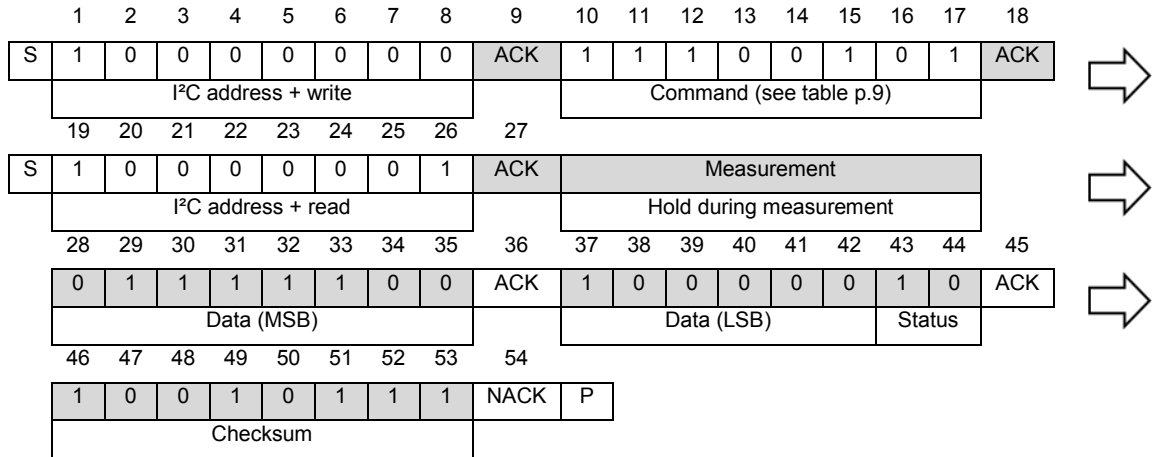 1 2 3 4 5 6 7 8 9 10 11 12 13 14 15 16 17 18
S 1 0 0 0 0 0 0 0 ACK 1 1 1 0 0 1 0 1 ACK
I²C address + write Command (see table p.9)
19 20 21 22 23 24 25 26 27
S 1 0 0 0 0 0 0 1 ACK Measurement
I²C address + read Hold during measurement
28 29 30 31 32 33 34 35 36 37 38 39 40 41 42 43 44 45
0 1 1 1 1 1 0 0 ACK 1 0 0 0 0 0 1 0 ACK
Data (MSB) Data (LSB) Status
46 47 48 49 50 51 52 53 54
1 0 0 1 0 1 1 1 NACK P
Checksum